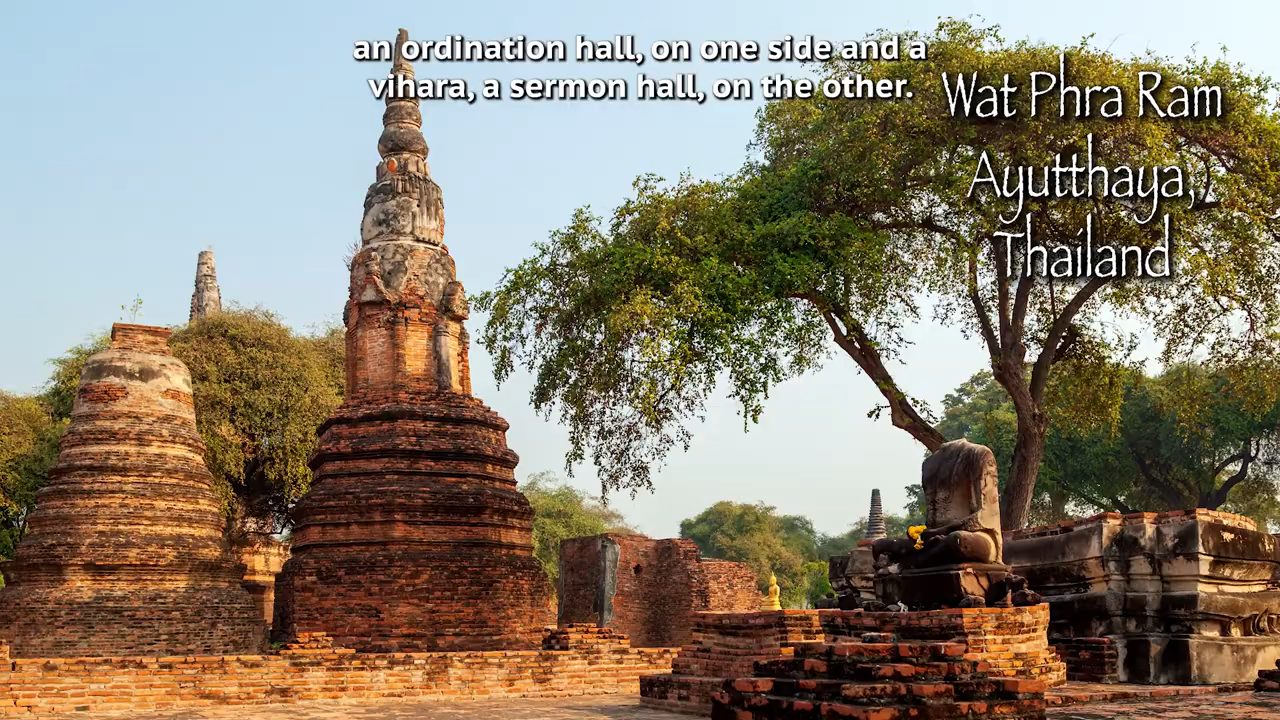 an ordination hall, on one side and a
vihara, a sermon hall, on the other.
Wat Phra Ram
Ayutthaya,
Thailand